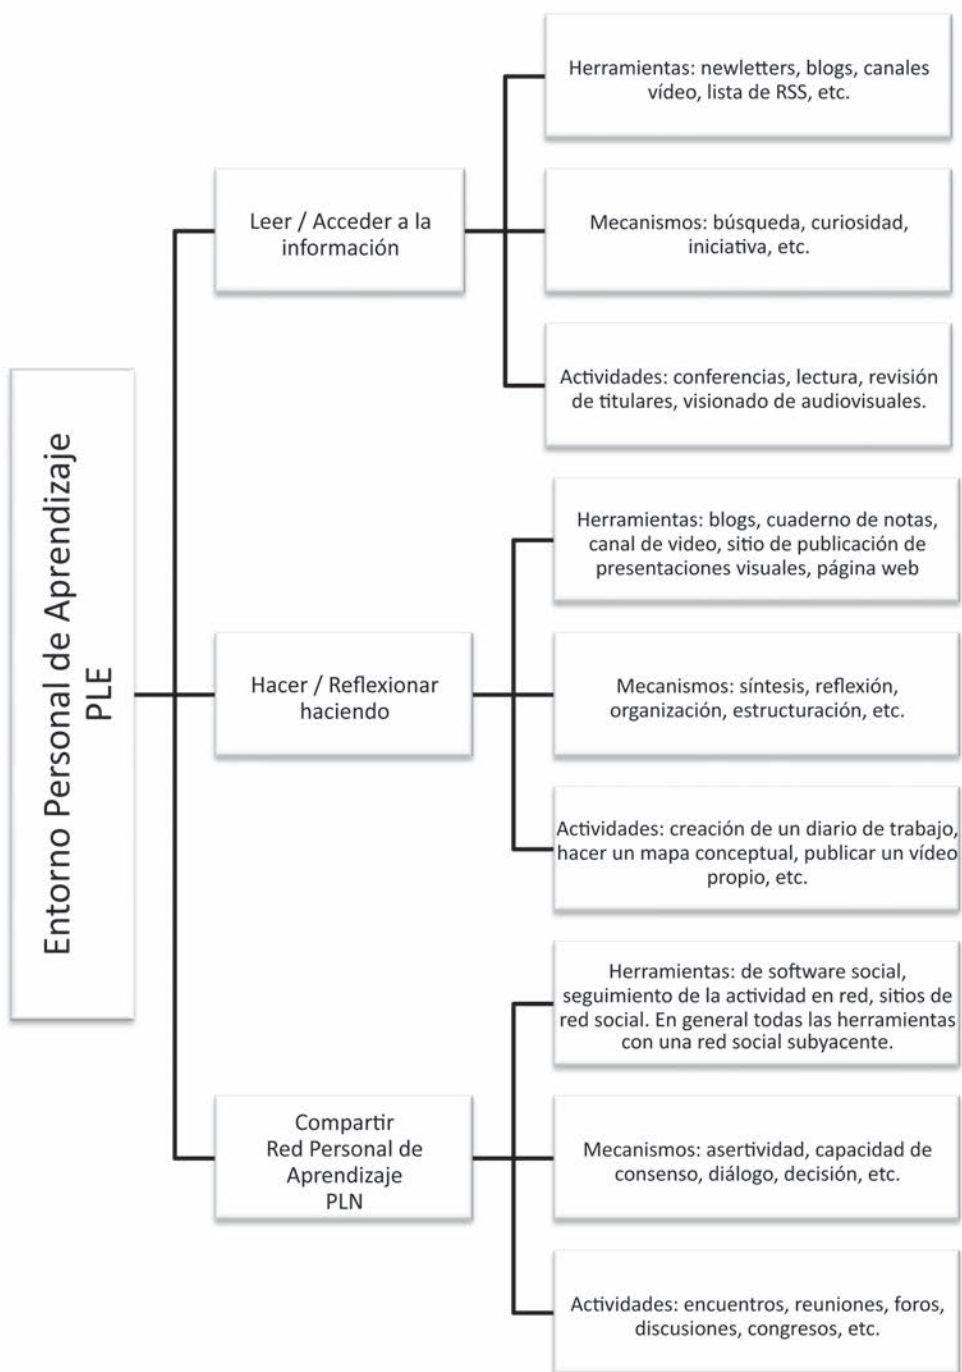 Entorno Personal de Aprendizaje
PLE
Leer / Acceder a la
información
Herramientas: newletters, blogs, canales
vídeo, lista de RSS, etc.
Mecanismos: búsqueda, curiosidad,
iniciativa, etc.
Actividades: conferencias, lectura, revisión
de titulares, visionado de audiovisuales.
Hacer / Reflexionar
haciendo
Herramientas: blogs, cuaderno de notas,
canal de video, sitio de publicación de
presentaciones visuales, página web
Mecanismos: síntesis, reflexión,
organización, estructuración, etc.
Actividades: creación de un diario de trabajo,
hacer un mapa conceptual, publicar un vídeo
propio, etc.
Compartir
Red Personal de
Aprendizaje
PLN
Herramientas: de software social,
seguimiento de la actividad en red, sitios de
red social. En general todas las herramientas
con una red social subyacente.
Mecanismos: asertividad, capacidad de
consenso, diálogo, decisión, etc.
Actividades: encuentros, reuniones, foros,
discusiones, congresos, etc.